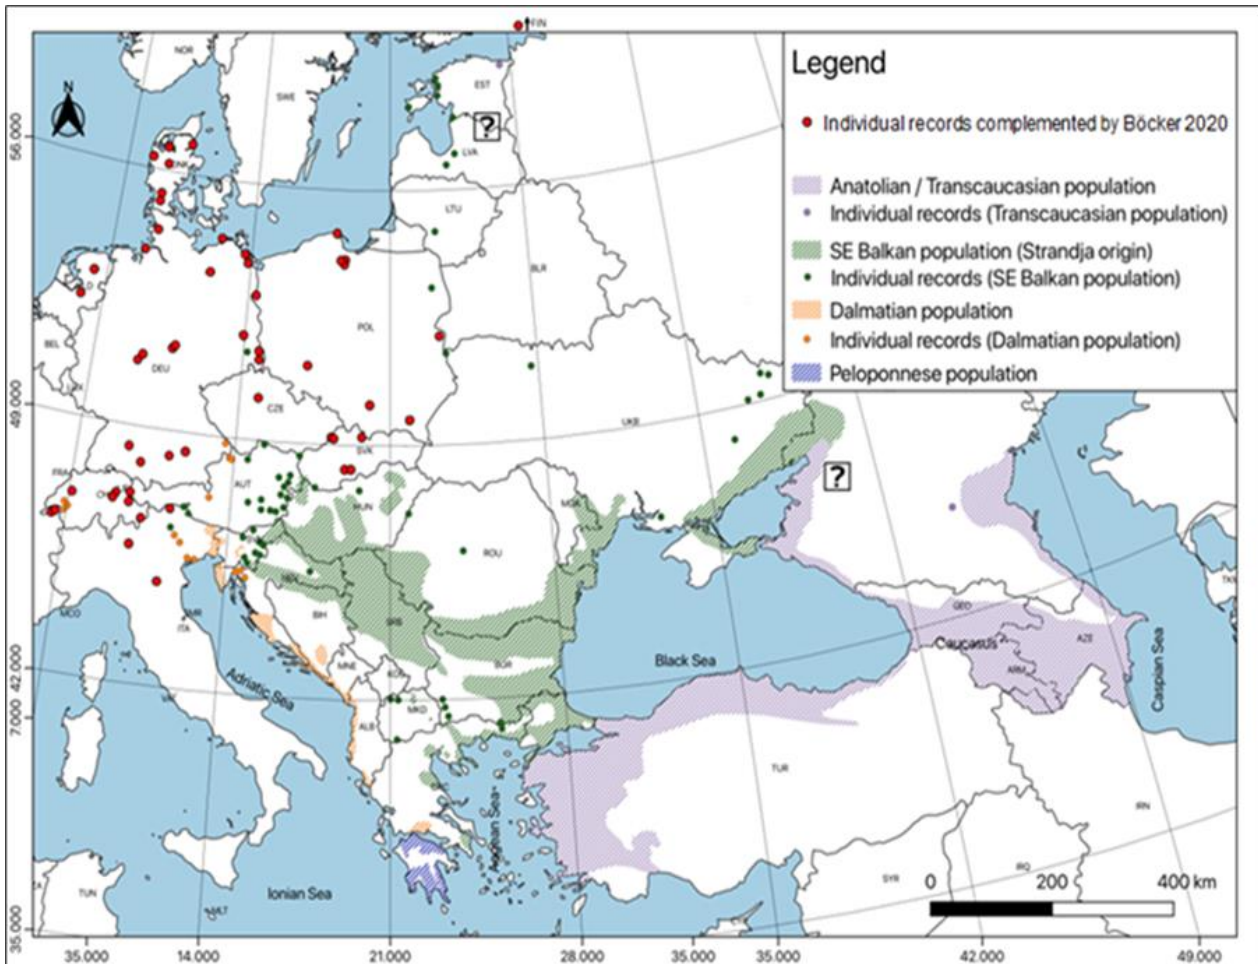 FIN
NOR
SWE
EST
Legend
N
Individual records complemented by Böcker 2020
?
56.000
LVA
Anatolian / Transcaucasian population
Individual records (Transcaucasian population)
LTU
SE Balkan population (Strandja origin)
Individual records (SE Balkan population)
BLR
Dalmatian population
POL
BEL
Individual records (Dalmatian population)
DEU
Peloponnese population
49.000
CZE
UKR
SVK
FRA
?
AUT
HUN
ROU
GEO
MCO
BIH
SRB
ITA
Caucasus
AZE
Black Sea
BGR
MNE
ARM
Caspian Sea
42.000
Adriatic Sea
MKD
7.0000
ALB
TUR
IRN
Aegean Sea
0 200 400 km
TUN
Ionian Sea
SYR
IRQ
MLT
35.000
35.000 14.000 21.000 28.000 35.000 35.000 42.000 49.000